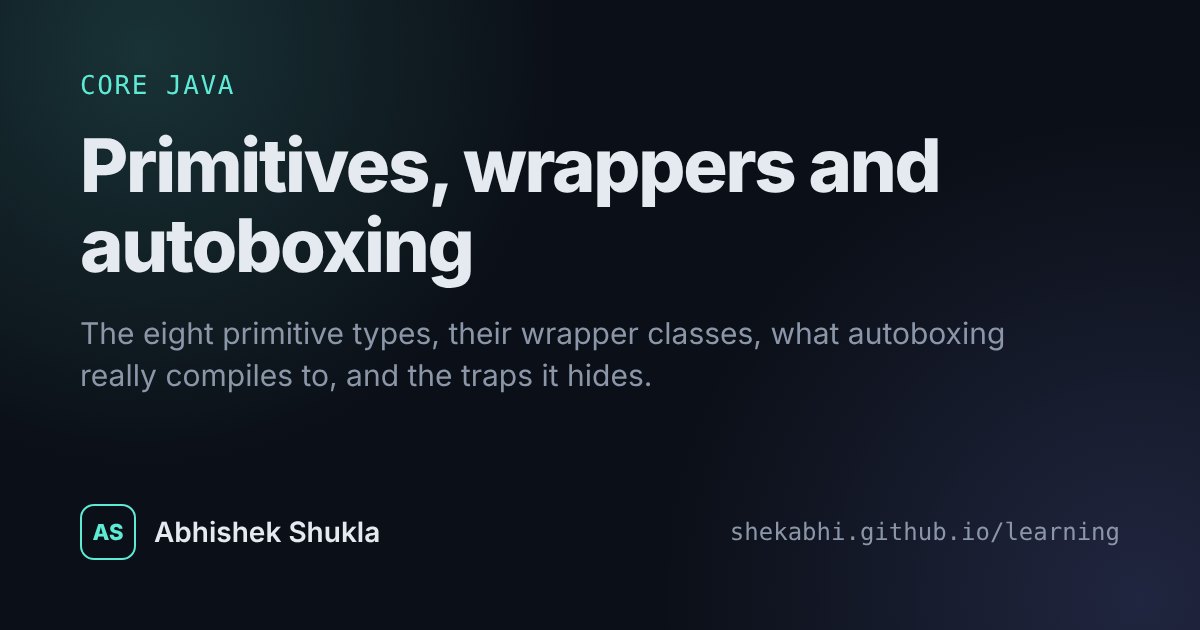 CORE JAVA
Primitives, wrappers and
autoboxing
The eight primitive types, their wrapper classes, what autoboxing
really compiles to, and the traps it hides.
AS Abhishek Shukla
shekabhi.github.io/learning